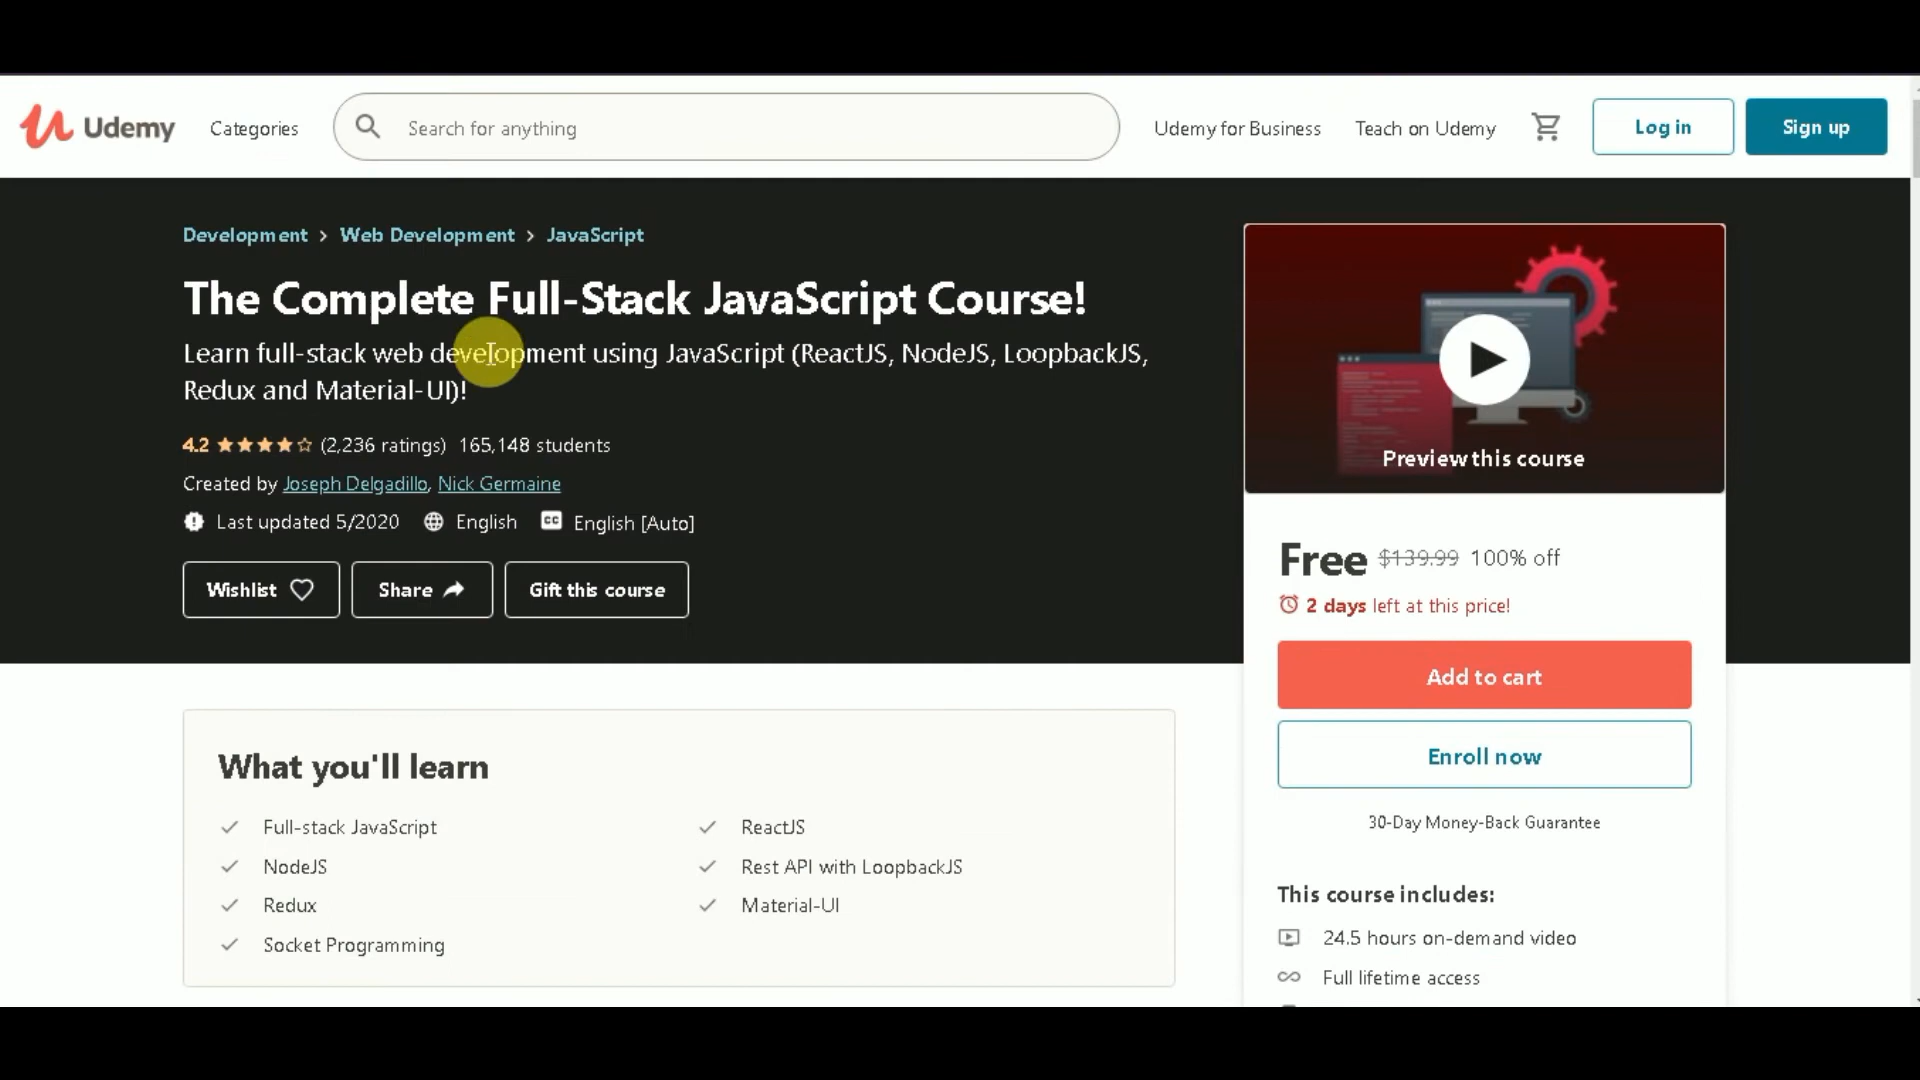 Udemy
Categories
Search for anything
Udemy for Business
Teach on Udemy
Log in
Sign up
Development > Web Development > JavaScript
The Complete Full-Stack JavaScript Course!
Learn full-stack web development using JavaScript (ReactJS, NodeJS, LoopbackJS,
Redux and Material-UI)!
4.2 (2,236 ratings) 165,148 students
Created by Joseph Delgadillo, Nick Germaine
Last updated 5/2020 English CC English [Auto]
Wishlist
Share
Gift this course
Preview this course
Free $139.99 100% off
2 days left at this price!
Add to cart
Enroll now
30-Day Money-Back Guarantee
This course includes:
24.5 hours on-demand video
Full lifetime access
What you'll learn
Full-stack JavaScript
ReactJS
NodeJS
Rest API with LoopbackJS
Redux
Material-UI
Socket Programming